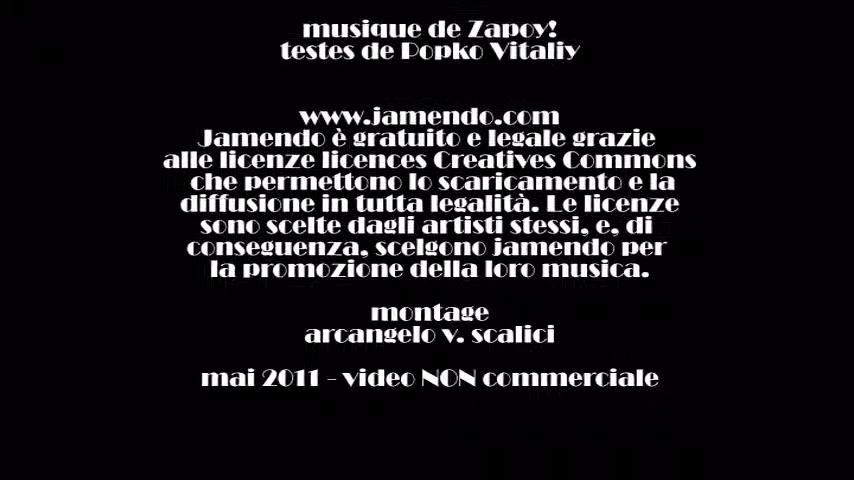 musique de Zapoy!
testes de Popko Vitaliy
www.jamendo.com
Jamendo è gratuito e legale grazie
alle licenze licences Creatives Commons
che permettono lo scaricamento e la
diffusione in tutta legalità. Le licenze
sono scelte dagli artisti stessi, e, di
conseguenza, scelgono jamendo per
la promozione della loro musica.
montage
arcangelo v. scalici
mai 2011 - video NON commerciale